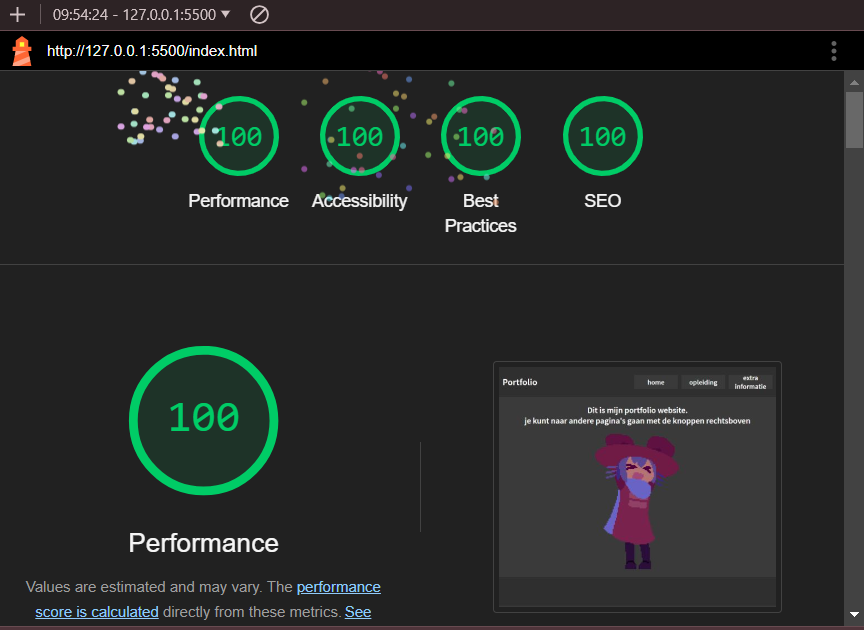 09:54:24 - 127.0.0.1:5500
http://127.0.0.1:5500/index.html
100 100 100 100
Performance Accessibility Best Practices SEO
100
Performance
Values are estimated and may vary. The performance
score is calculated directly from these metrics. See
Portfolio home opleiding extra informatie
Dit is mijn portfolio website.
je kunt naar andere pagina's gaan met de knoppen rechtsboven